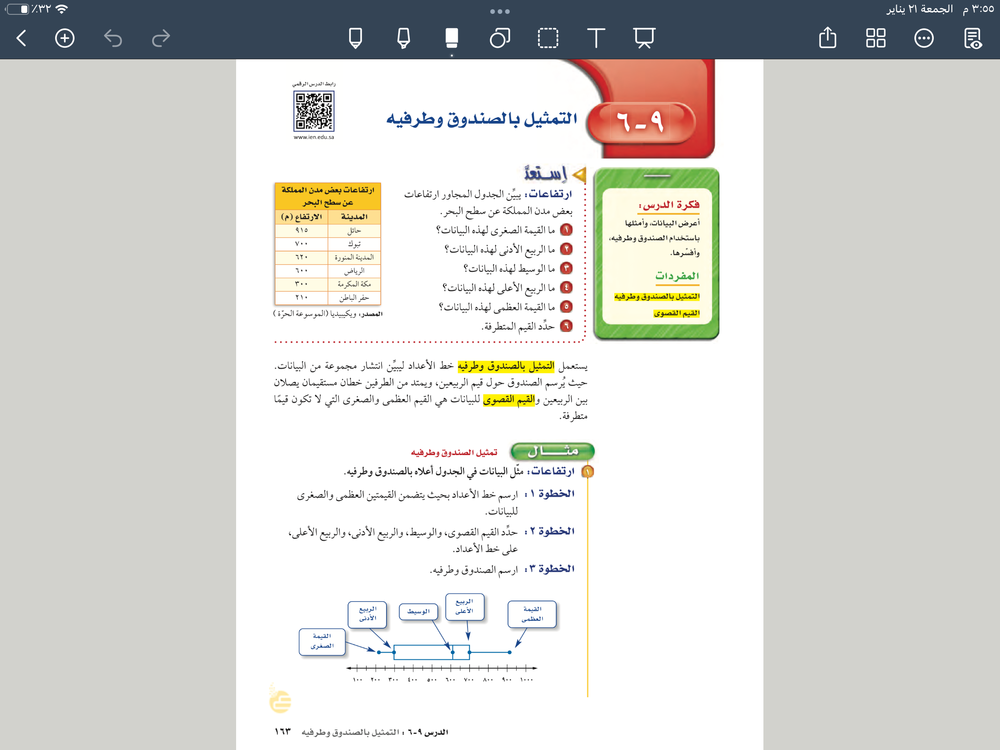 ٣:٥٥ م الجمعة ٢١ يناير
٪٣٢
٩-٦
التمثيل بالصندوق وطرفيه
رابط الدرس الرقمي
www.ien.edu.sa
فكرة الدرس:
أعرض البيانات، وأمثلها
باستخدام الصندوق وطرفيه،
وأفسّرها.
المفردات
التمثيل بالصندوق وطرفيه
القيم القصوى
اِستعدَّ
ارتفاعات: يبيِّن الجدول المجاور ارتفاعات
بعض مدن المملكة عن سطح البحر.
١ ما القيمة الصغرى لهذه البيانات؟
٢ ما الربيع الأدنى لهذه البيانات؟
٣ ما الوسيط لهذه البيانات؟
٤ ما الربيع الأعلى لهذه البيانات؟
٥ ما القيمة العظمى لهذه البيانات؟
٦ حدِّد القيم المتطرفة.
ارتفاعات بعض مدن المملكة
عن سطح البحر
المدينة الارتفاع (م)
حائل ٩١٥
تبوك ٧٠٠
المدينة المنورة ٦٢٠
الرياض ٦٠٠
مكة المكرمة ٣٠٠
حفر الباطن ٢١٠
المصدر: ويكيبيديا (الموسوعة الحرّة )
يستعمل التمثيل بالصندوق وطرفيه خط الأعداد ليبيِّن انتشار مجموعة من البيانات.
حيث يُرسم الصندوق حول قيم الربيعين، ويمتد من الطرفين خطان مستقيمان يصلان
بين الربيعين والقيم القصوى للبيانات هي القيم العظمى والصغرى التي لا تكون قيمًا
متطرفة.
مثـــال تمثيل الصندوق وطرفيه
١ ارتفاعات: مثّل البيانات في الجدول أعلاه بالصندوق وطرفيه.
الخطوة ١: ارسم خط الأعداد بحيث يتضمن القيمتين العظمى والصغرى
للبيانات.
الخطوة ٢: حدِّد القيم القصوى، والوسيط، والربيع الأدنى، والربيع الأعلى،
على خط الأعداد.
الخطوة ٣: ارسم الصندوق وطرفيه.
القيمة
العظمى
الربيع
الأعلى
الوسيط
الربيع
الأدنى
القيمة
الصغرى
١٠٠ ٢٠٠ ٣٠٠ ٤٠٠ ٥٠٠ ٦٠٠ ٧٠٠ ٨٠٠ ٩٠٠ ١٠٠٠
الدرس ٩-٦ : التمثيل بالصندوق وطرفيه ١٦٣